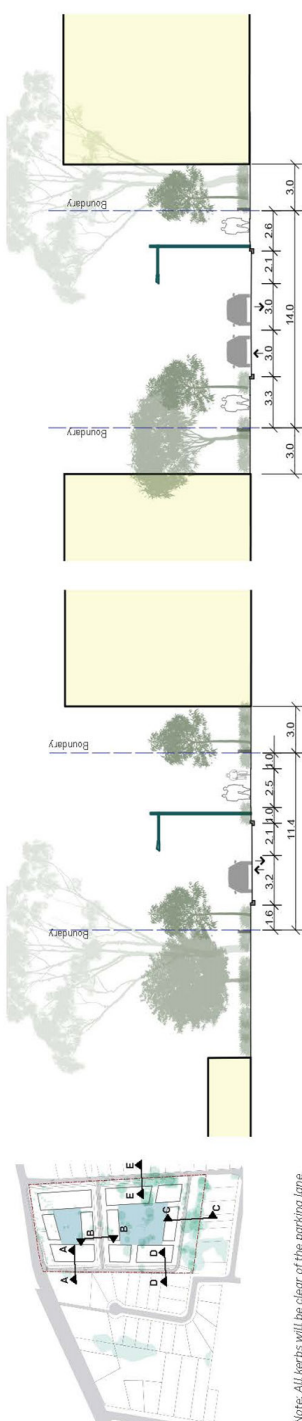 A A
B
B
E E
D D
C
C
Note: All kerbs will be clear of the parking lane
Boundary
Boundary
1.6 3.2 2.1 1.0 2.5 1.0
11.4 3.0
Boundary
Boundary
3.3 3.0 3.0 2.1 2.6
3.0 14.0 3.0